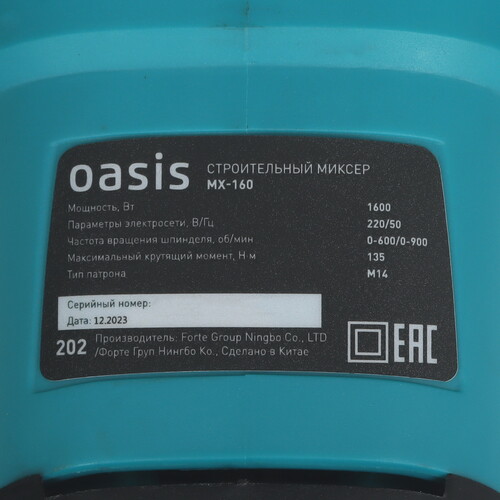 oasis СТРОИТЕЛЬНЫЙ МИКСЕР
MX-160
Мощность, Вт 1600
Параметры электросети, В/Гц 220/50
Частота вращения шпинделя, об/мин 0-600/0-900
Максимальный крутящий момент, Н·м 135
Тип патрона М14
Серийный номер:
Дата: 12.2023
202 Производитель: Forte Group Ningbo Co., LTD
/Форте Груп Нингбо Ко., Сделано в Китае
EAC